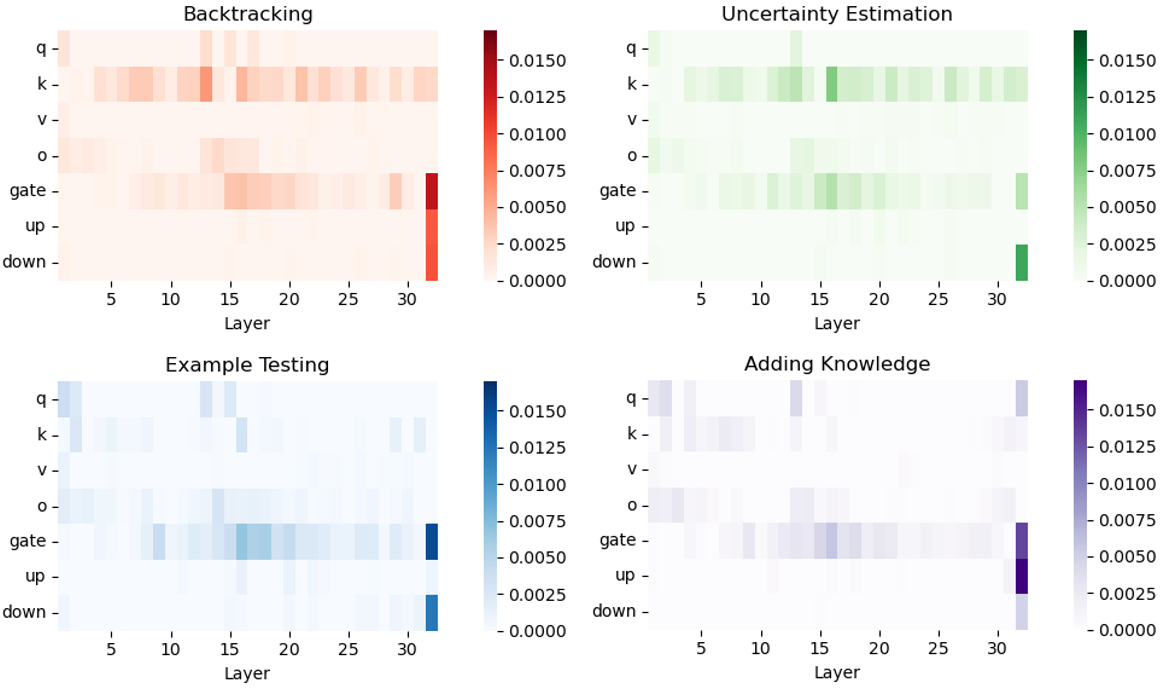 Backtracking
q
k
v
o
gate
up
down
5 10 15 20 25 30
Layer
0.0150
0.0125
0.0100
0.0075
0.0050
0.0025
0.0000
Uncertainty Estimation
q
k
v
o
gate
up
down
5 10 15 20 25 30
Layer
0.0150
0.0125
0.0100
0.0075
0.0050
0.0025
0.0000
Example Testing
q
k
v
o
gate
up
down
5 10 15 20 25 30
Layer
0.0150
0.0125
0.0100
0.0075
0.0050
0.0025
0.0000
Adding Knowledge
q
k
v
o
gate
up
down
5 10 15 20 25 30
Layer
0.0150
0.0125
0.0100
0.0075
0.0050
0.0025
0.0000